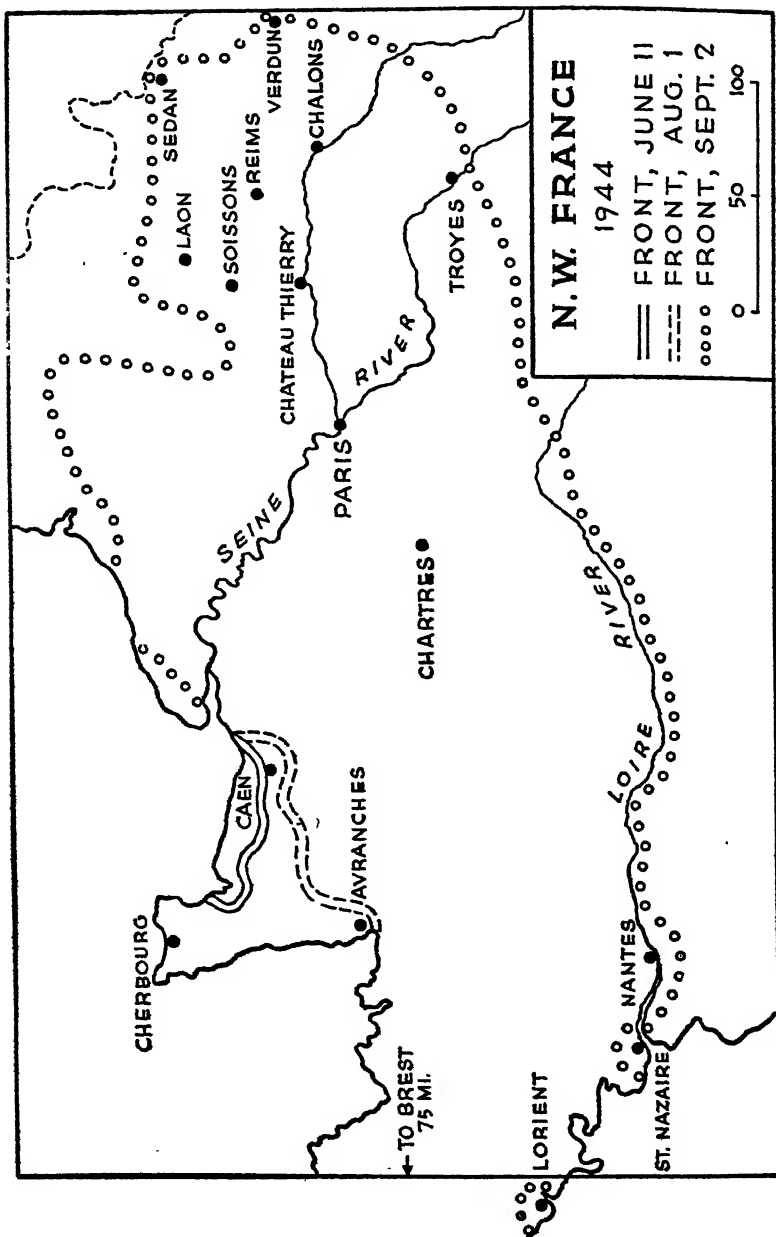 CHERBOURG
CAEN
AVRANCHES
← TO BREST
75 MI.
LORIENT
ST. NAZAIRE
NANTES
LOIRE RIVER
CHARTRES
PARIS
SEINE RIVER
CHATEAU THIERRY
SOISSONS
LAON
REIMS
SEDAN
VERDUN
CHALONS
TROYES
N.W. FRANCE
1944
FRONT, JUNE 11
FRONT, AUG. 1
FRONT, SEPT. 2
0 50 100